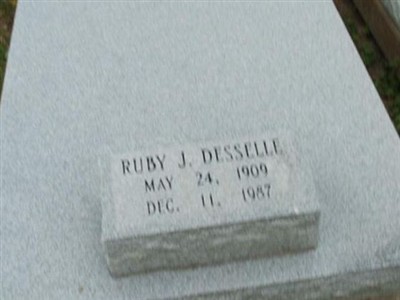 RUBY J. DESSELLE
MAY 24, 1909
DEC. 11, 1987